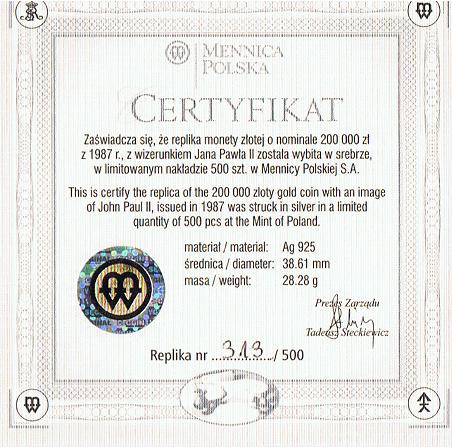 MENNICA
POLSKA
CERTYFIKAT
Zaświadcza się, że replika monety złotej o nominale 200 000 zł
z 1987 r., z wizerunkiem Jana Pawła II została wybita w srebrze,
w limitowanym nakładzie 500 szt. w Mennicy Polskiej S.A.
This is certify the replica of the 200 000 zloty gold coin with an image
of John Paul II, issued in 1987 was struck in silver in a limited
quantity of 500 pcs at the Mint of Poland.
materiał / material: Ag 925
średnica / diameter: 38.61 mm
masa / weight: 28.28 g
Prezes Zarządu
Tadeusz Steckiewicz
Replika nr 313 / 500